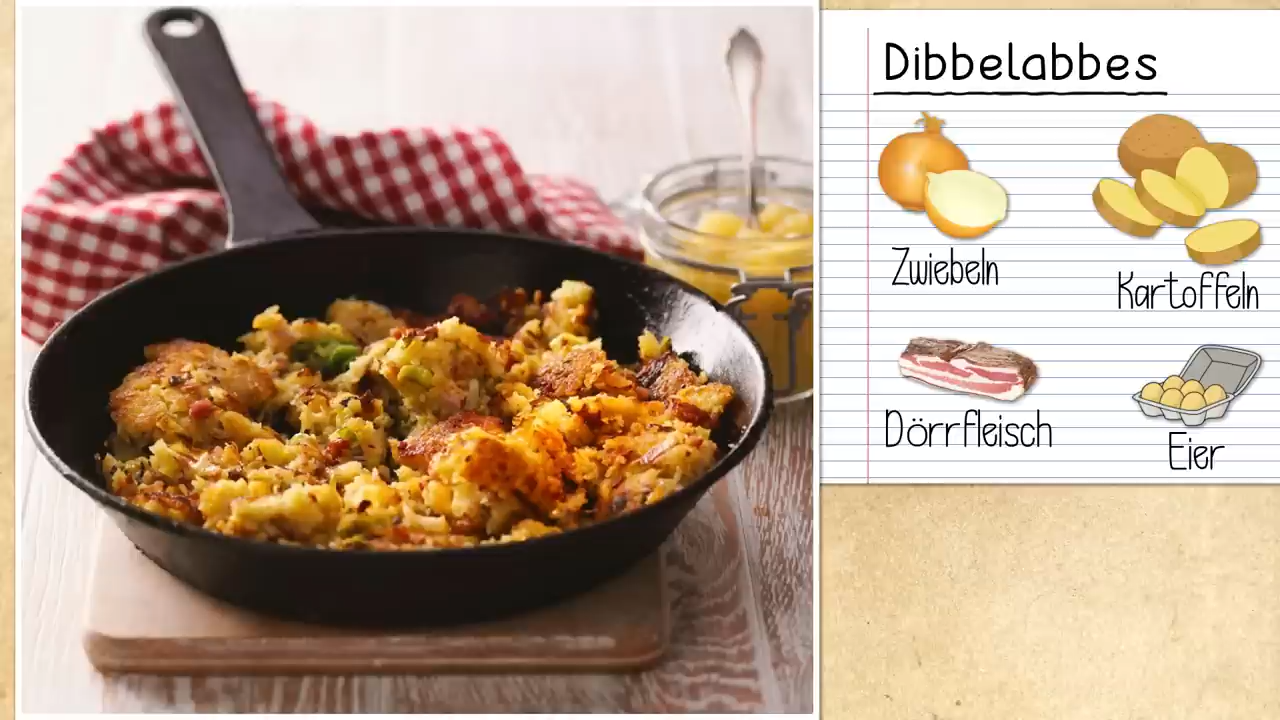 Dibbelabbes
Zwiebeln
Kartoffeln
Dörrfleisch
Eier